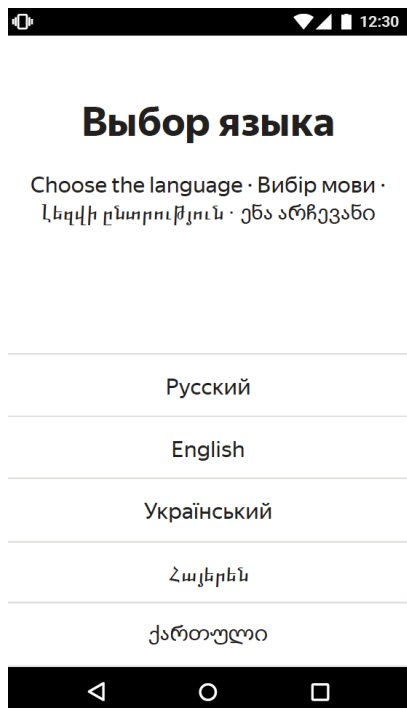 12:30
Выбор языка
Choose the language · Вибір мови ·
Լեզվի ընտրություն · ენა არჩევანი
Русский
English
Український
Հայերեն
ქართული